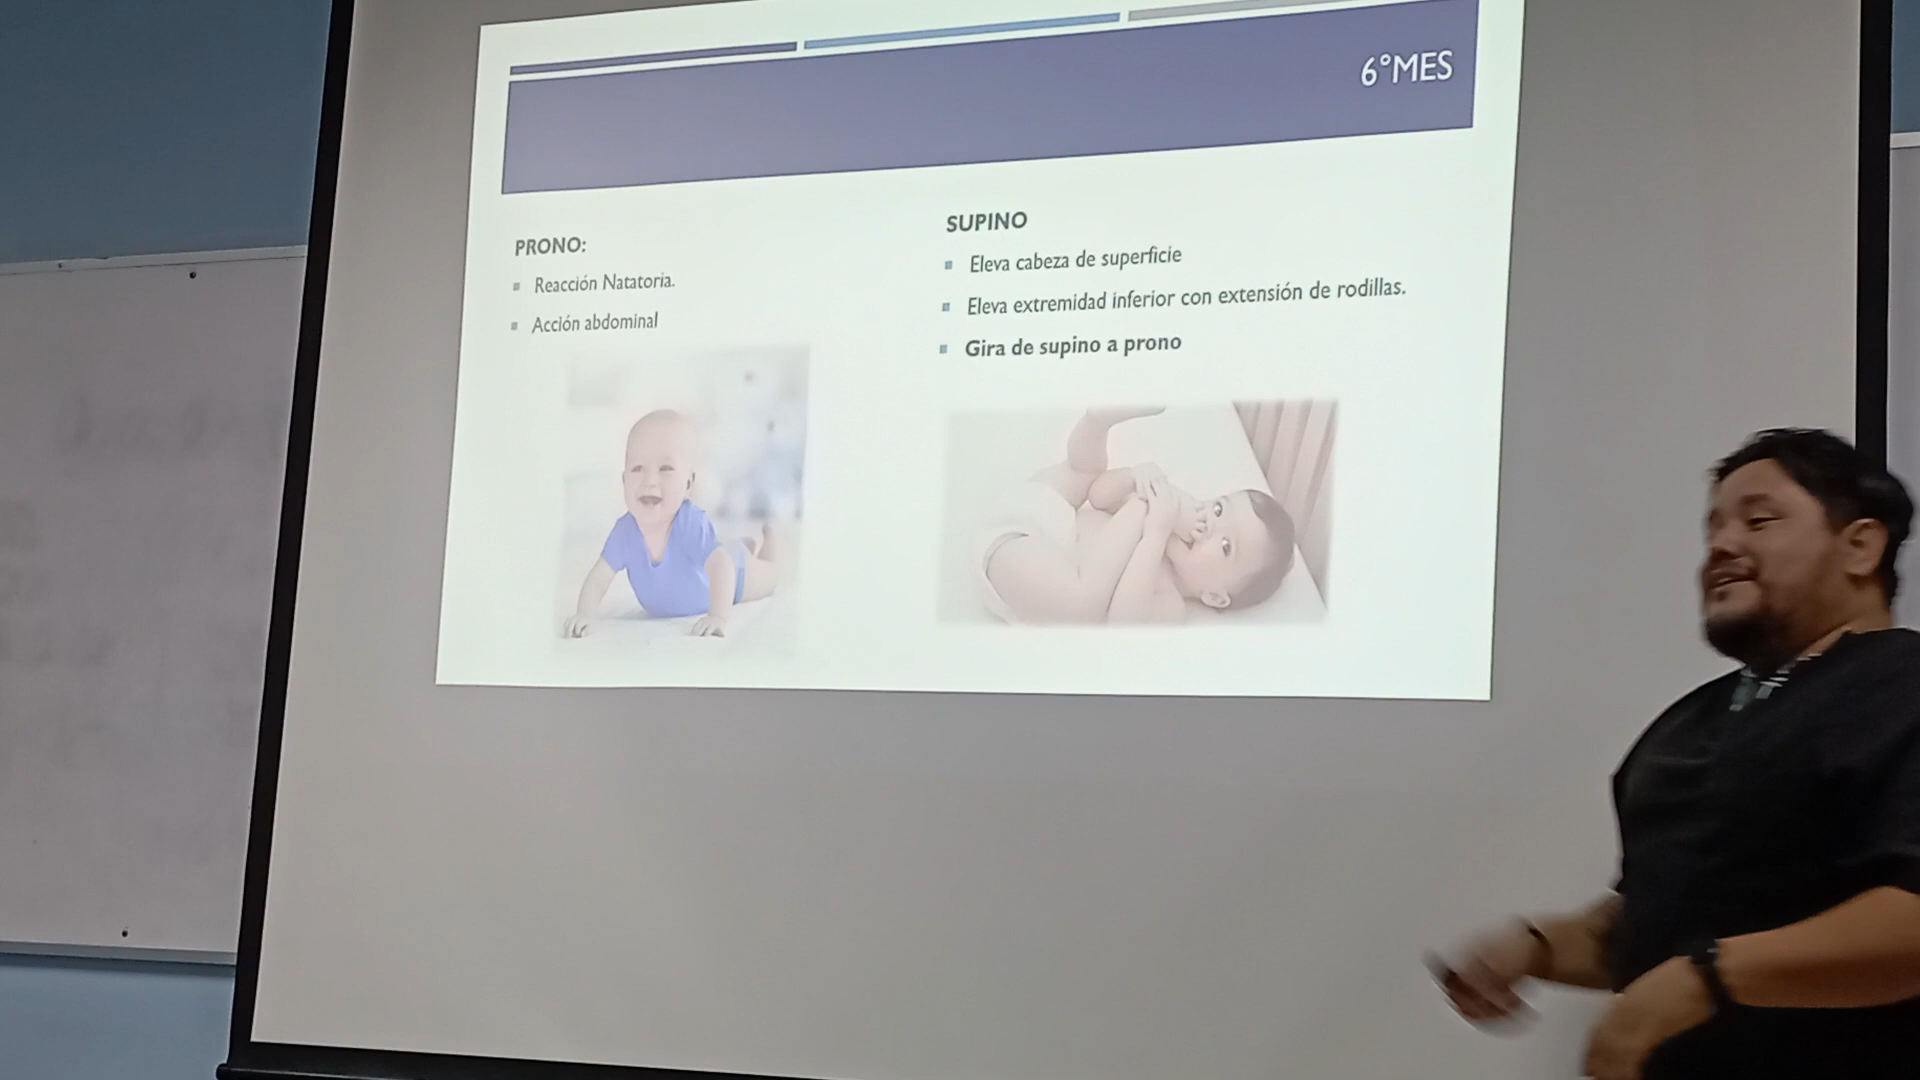 6°MES
PRONO:
Reacción Natatoria.
Acción abdominal
SUPINO
Eleva cabeza de superficie
Eleva extremidad inferior con extensión de rodillas.
Gira de supino a prono